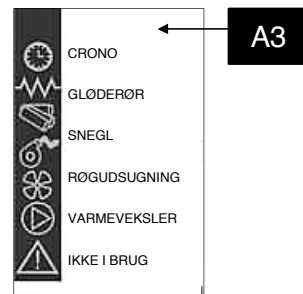 A3
CRONO
GLØDERØR
SNEGL
RØGUDSUGNING
VARMEVEKSLER
IKKE I BRUG